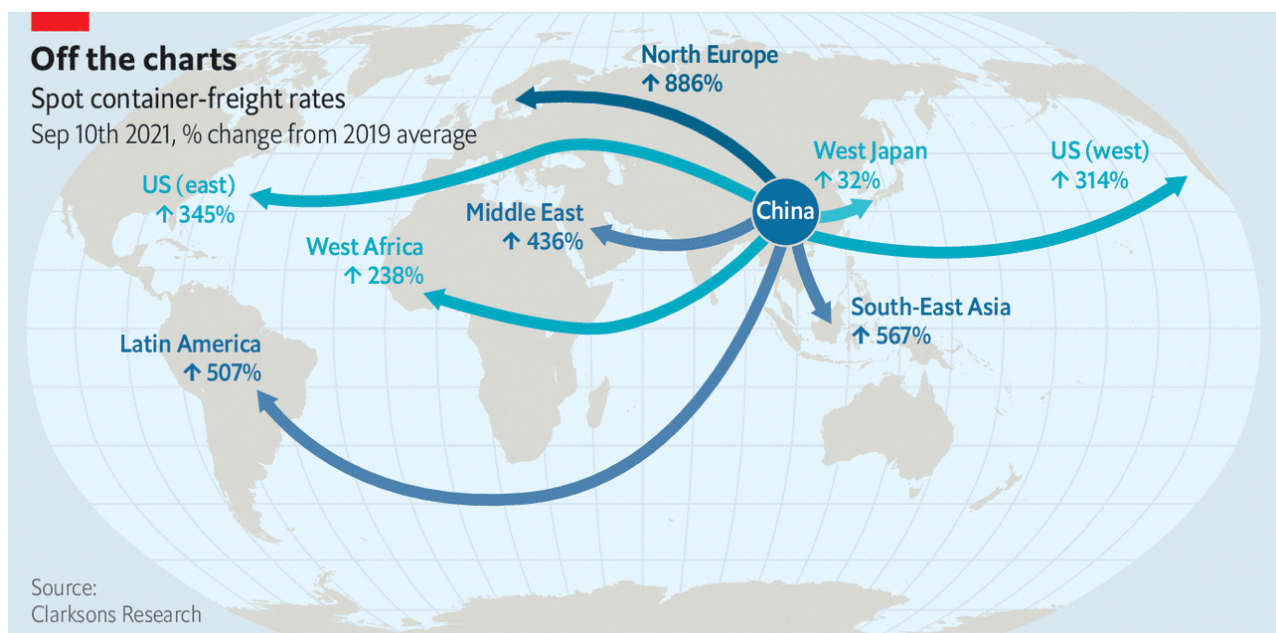 Off the charts
Spot container-freight rates
Sep 10th 2021, % change from 2019 average
North Europe
↑ 886%
West Japan
↑ 32%
US (west)
↑ 314%
US (east)
↑ 345%
Middle East
↑ 436%
China
West Africa
↑ 238%
South-East Asia
↑ 567%
Latin America
↑ 507%
Source:
Clarksons Research